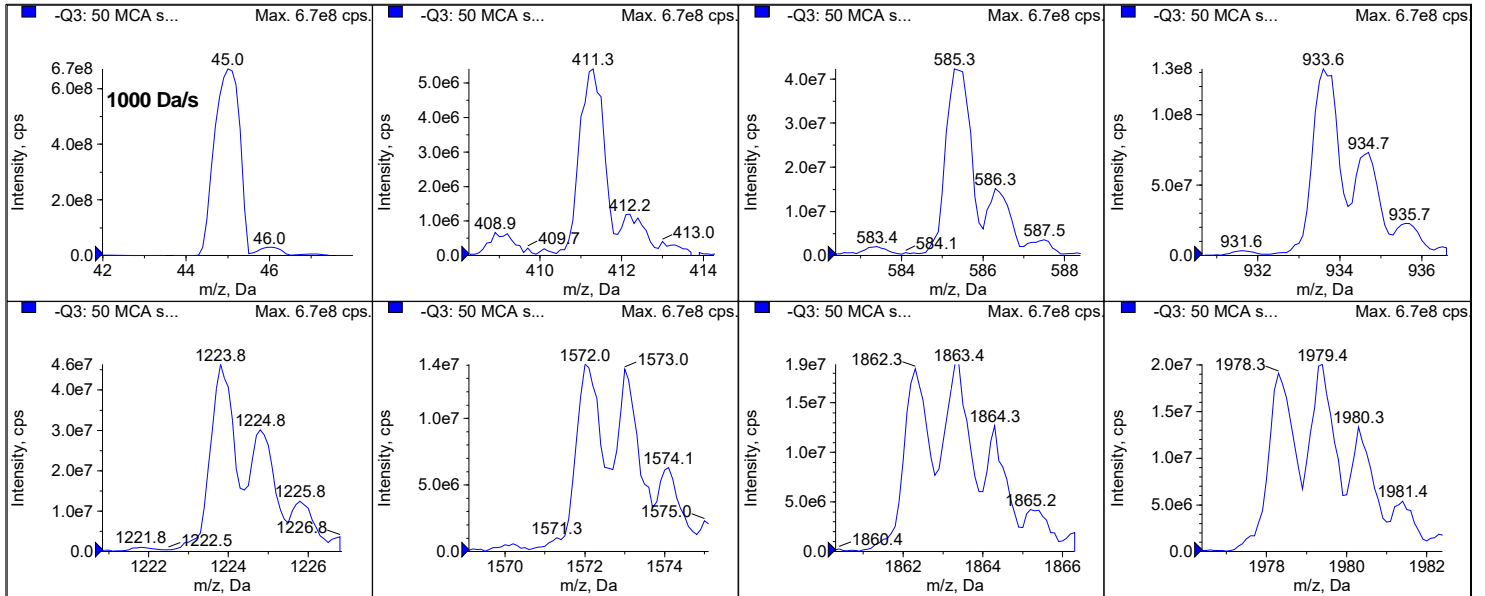 -Q3: 50 MCA s... Max. 6.7e8 cps.
45.0
6.7e8
6.0e8
1000 Da/s
4.0e8
2.0e8
46.0
0.0
42 44 46
m/z, Da
Intensity, cps
-Q3: 50 MCA s... Max. 6.7e8 cps.
411.3
5.0e6
4.0e6
3.0e6
2.0e6
412.2
1.0e6
408.9
409.7
413.0
0.0
410 412 414
m/z, Da
Intensity, cps
-Q3: 50 MCA s... Max. 6.7e8 cps.
585.3
4.0e7
3.0e7
2.0e7
586.3
1.0e7
583.4
584.1
587.5
0.0
584 586 588
m/z, Da
Intensity, cps
-Q3: 50 MCA s... Max. 6.7e8 cps.
933.6
1.3e8
1.0e8
934.7
5.0e7
935.7
931.6
0.0
932 934 936
m/z, Da
Intensity, cps
-Q3: 50 MCA s... Max. 6.7e8 cps.
1223.8
4.6e7
4.0e7
1224.8
3.0e7
2.0e7
1225.8
1.0e7
1226.8
1221.8
1222.5
0.0
1222 1224 1226
m/z, Da
Intensity, cps
-Q3: 50 MCA s... Max. 6.7e8 cps.
1572.0
1573.0
1.4e7
1.0e7
1574.1
5.0e6
1575.0
1571.3
0.0
1570 1572 1574
m/z, Da
Intensity, cps
-Q3: 50 MCA s... Max. 6.7e8 cps.
1862.3
1863.4
1.9e7
1.5e7
1864.3
1.0e7
5.0e6
1865.2
1860.4
0.0
1862 1864 1866
m/z, Da
Intensity, cps
-Q3: 50 MCA s... Max. 6.7e8 cps.
1978.3
1979.4
2.0e7
1.5e7
1980.3
1.0e7
1981.4
5.0e6
0.0
1978 1980 1982
m/z, Da
Intensity, cps